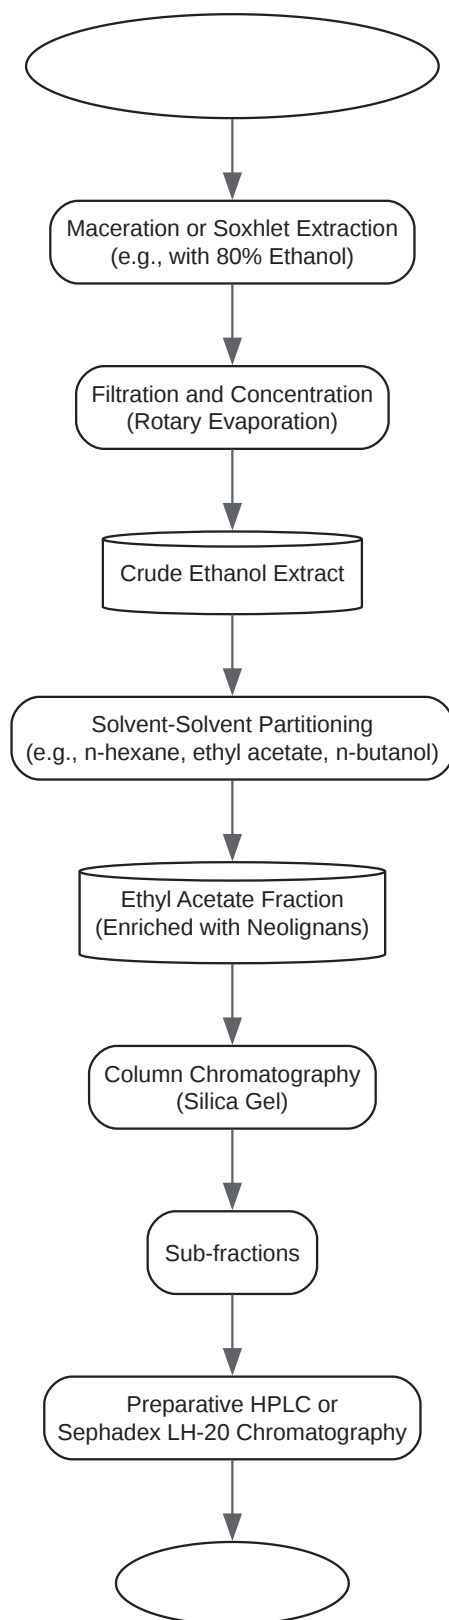 Maceration or Soxhlet Extraction
(e.g., with 80% Ethanol)
Filtration and Concentration
(Rotary Evaporation)
Crude Ethanol Extract
Solvent-Solvent Partitioning
(e.g., n-hexane, ethyl acetate, n-butanol)
Ethyl Acetate Fraction
(Enriched with Neolignans)
Column Chromatography
(Silica Gel)
Sub-fractions
Preparative HPLC or
Sephadex LH-20 Chromatography